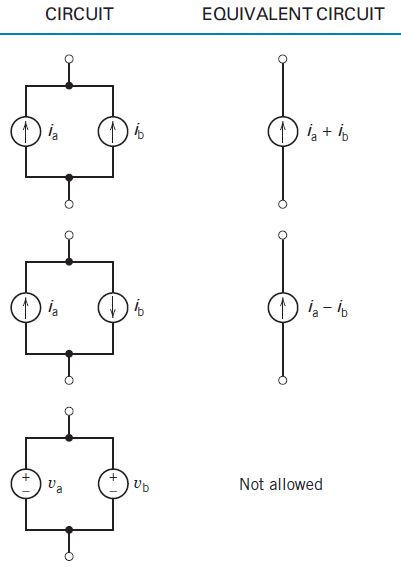 CIRCUIT EQUIVALENT CIRCUIT
i_a i_b i_a + i_b
i_a i_b i_a – i_b
+ – v_a + – v_b Not allowed